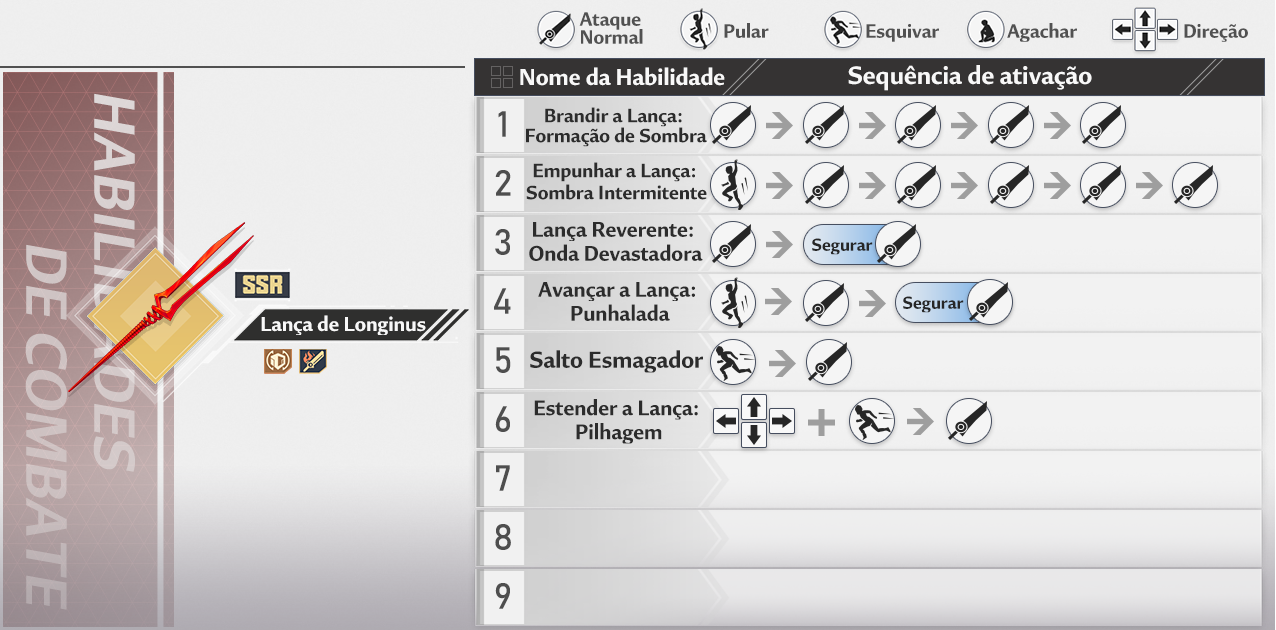 Ataque
Normal
Pular
Esquivar
Agachar
Direção
HABILIDADES
DE COMBATE
SSR
Lança de Longinus
Nome da Habilidade
Sequência de ativação
1
Brandir a Lança:
Formação de Sombra
2
Empunhar a Lança:
Sombra Intermitente
3
Lança Reverente:
Onda Devastadora
Segurar
4
Avançar a Lança:
Punhalada
Segurar
5
Salto Esmagador
6
Estender a Lança:
Pilhagem
7
8
9